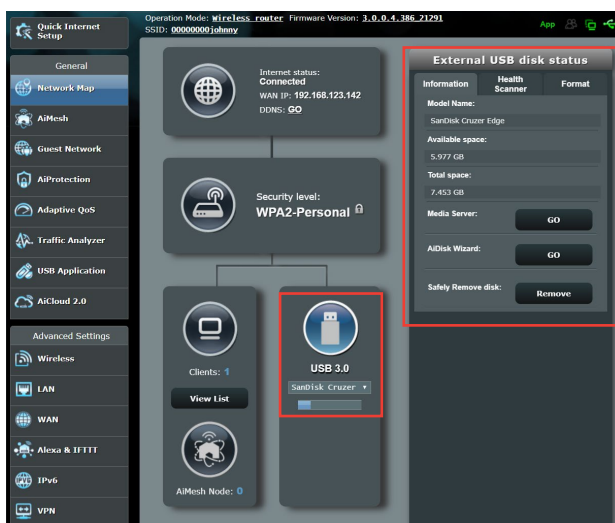 Quick Internet
Setup
General
Network Map
AiMesh
Guest Network
AiProtection
Adaptive QoS
Traffic Analyzer
USB Application
AiCloud 2.0
Advanced Settings
Wireless
LAN
WAN
Alexa & IFTTT
IPv6
VPN
Operation Mode: Wireless router Firmware Version: 3.0.0.4.386_21291
SSID: 00000000johnny
App
Internet status:
Connected
WAN IP: 192.168.123.142
DDNS: GO
Security level:
WPA2-Personal
Clients: 1
View List
AiMesh Node: 0
USB 3.0
SanDisk Cruzer
External USB disk status
Information
Health
Scanner
Format
Model Name:
SanDisk Cruzer Edge
Available space:
5.977 GB
Total space:
7.453 GB
Media Server:
GO
AiDisk Wizard:
GO
Safely Remove disk:
Remove